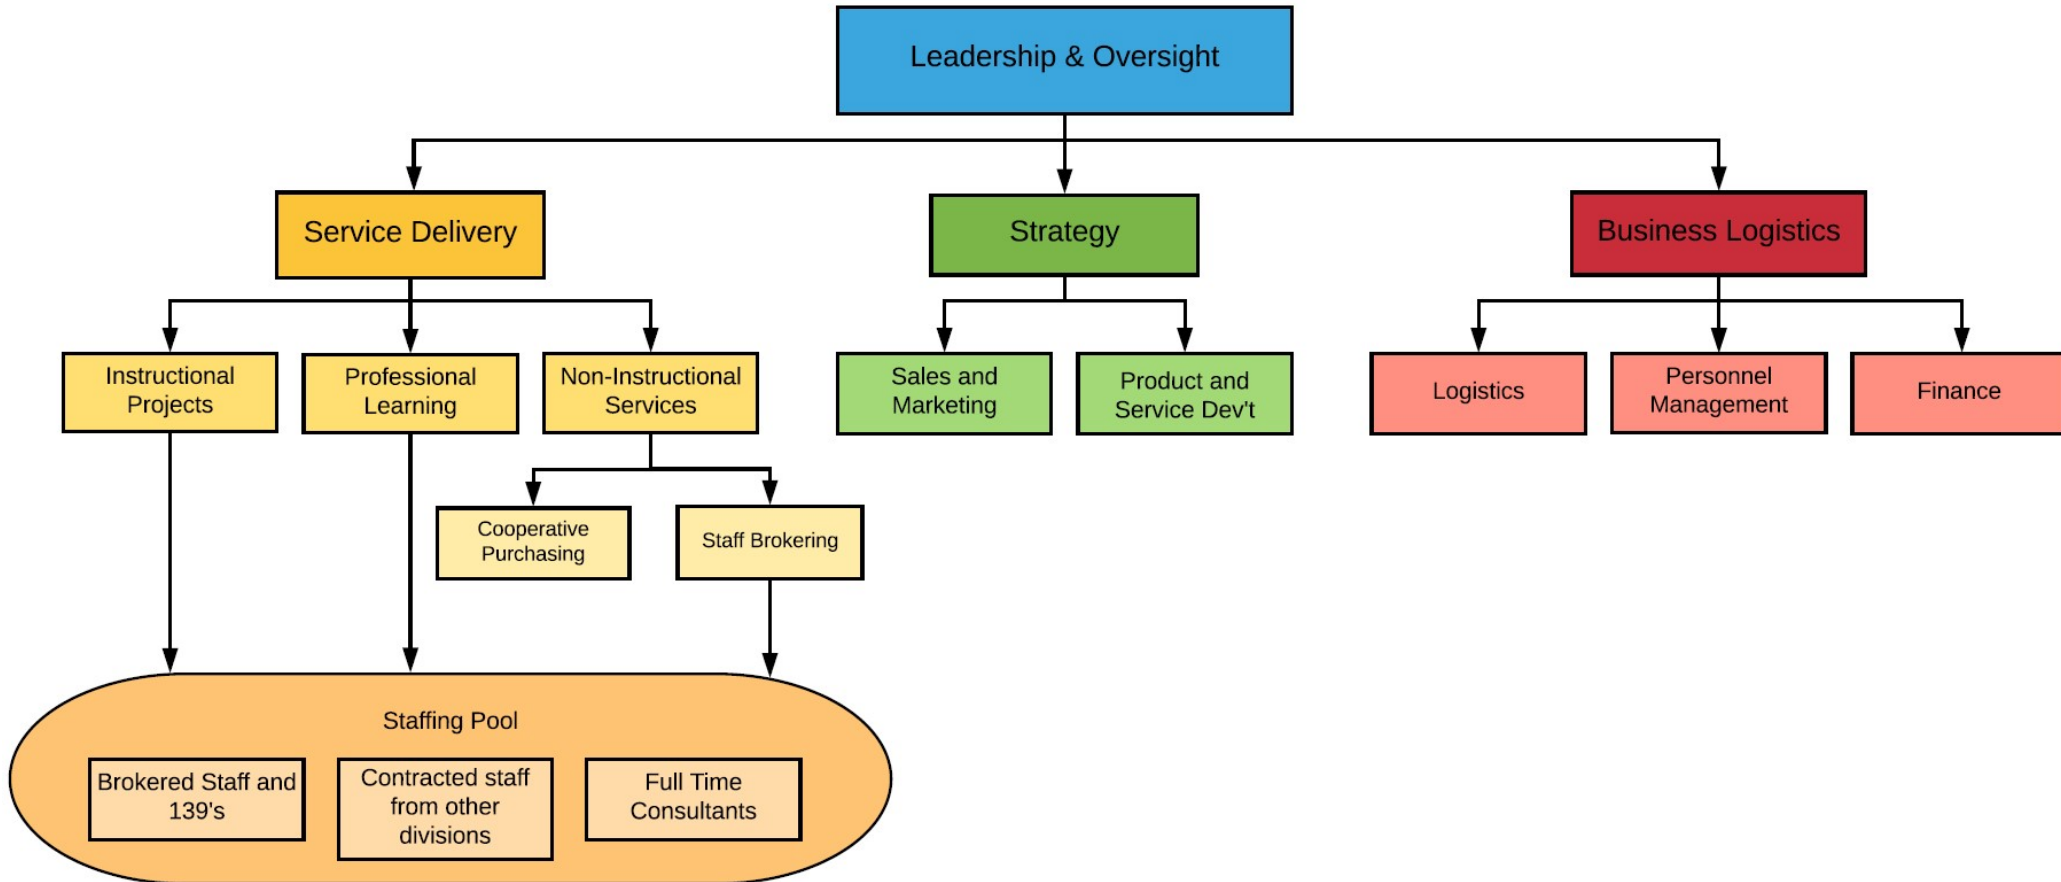 Leadership & Oversight
Service Delivery
Strategy
Business Logistics
Instructional
Projects
Professional
Learning
Non-Instructional
Services
Sales and
Marketing
Product and
Service Dev't
Logistics
Personnel
Management
Finance
Cooperative
Purchasing
Staff Brokering
Staffing Pool
Brokered Staff and
139's
Contracted staff
from other
divisions
Full Time
Consultants